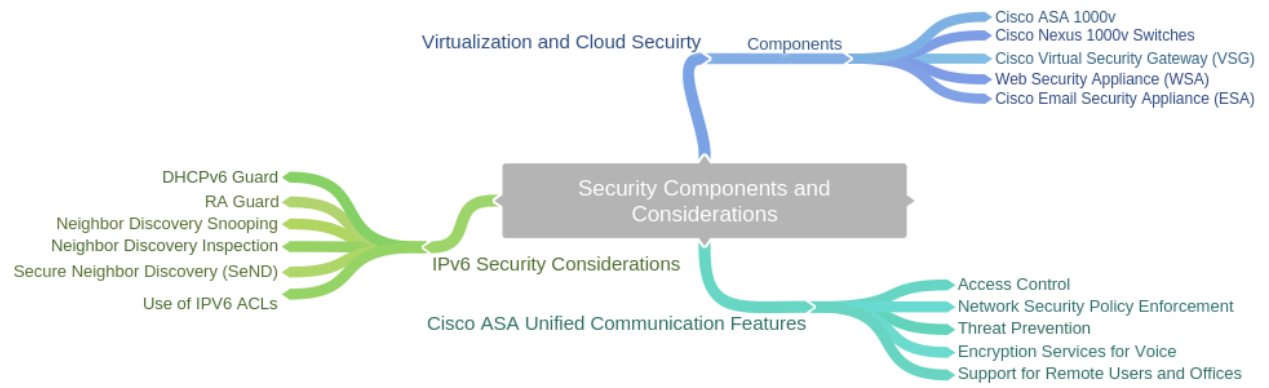 Virtualization and Cloud Secuirty
Components
Cisco ASA 1000v
Cisco Nexus 1000v Switches
Cisco Virtual Security Gateway (VSG)
Web Security Appliance (WSA)
Cisco Email Security Appliance (ESA)
Security Components and
Considerations
DHCPv6 Guard
RA Guard
Neighbor Discovery Snooping
Neighbor Discovery Inspection
Secure Neighbor Discovery (SeND)
Use of IPV6 ACLs
IPv6 Security Considerations
Cisco ASA Unified Communication Features
Access Control
Network Security Policy Enforcement
Threat Prevention
Encryption Services for Voice
Support for Remote Users and Offices